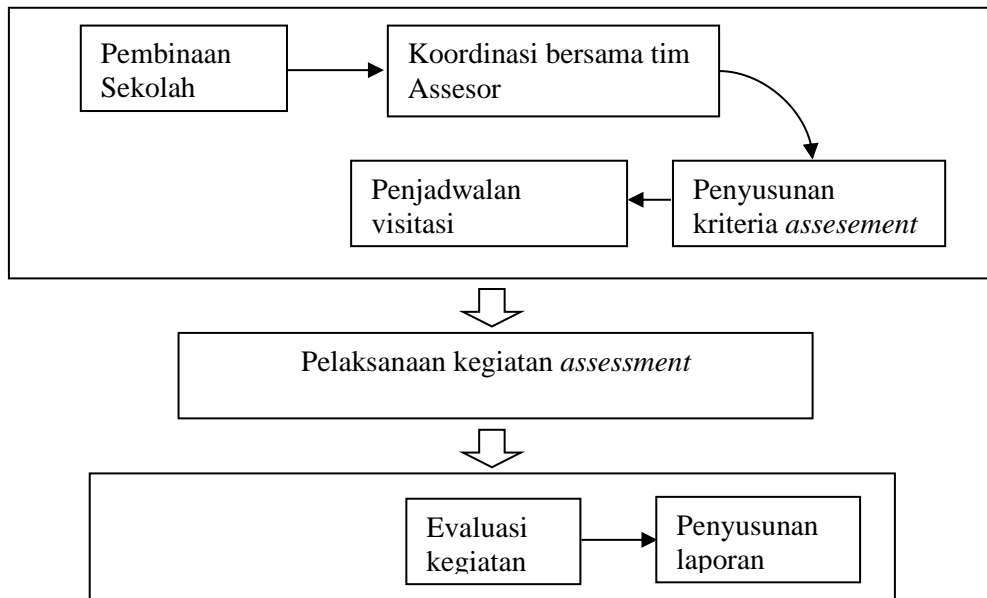 Pembinaan
Sekolah
Koordinasi bersama tim
Assesor
Penyusunan
kriteria assesement
Penjadwalan
visitasi
Pelaksanaan kegiatan assessment
Evaluasi
kegiatan
Penyusunan
laporan